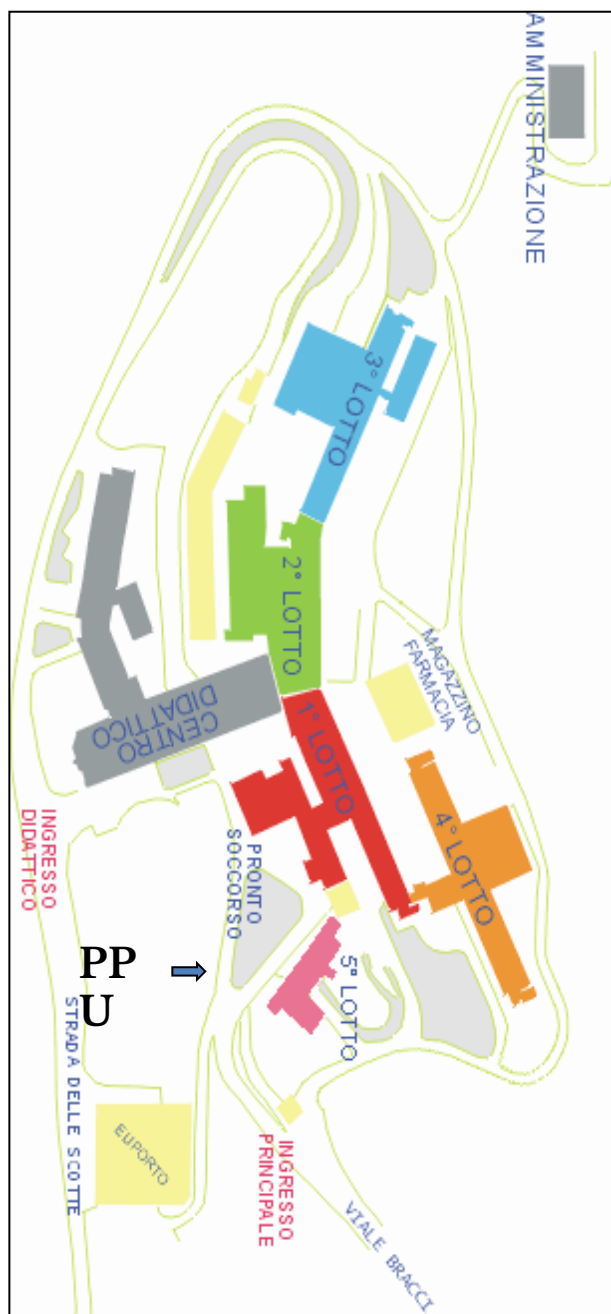 AMMINISTRAZIONE
3° LOTTO
2° LOTTO
MAGAZZINO
FARMACIA
CENTRO
DIDATTICO
1° LOTTO
4° LOTTO
INGRESSO
DIDATTICO
PRONTO
SOCCORSO
PP
U
5° LOTTO
STRADA DELLE SCOTTE
ELIPORTO
INGRESSO
PRINCIPALE
VIALE BRACCI